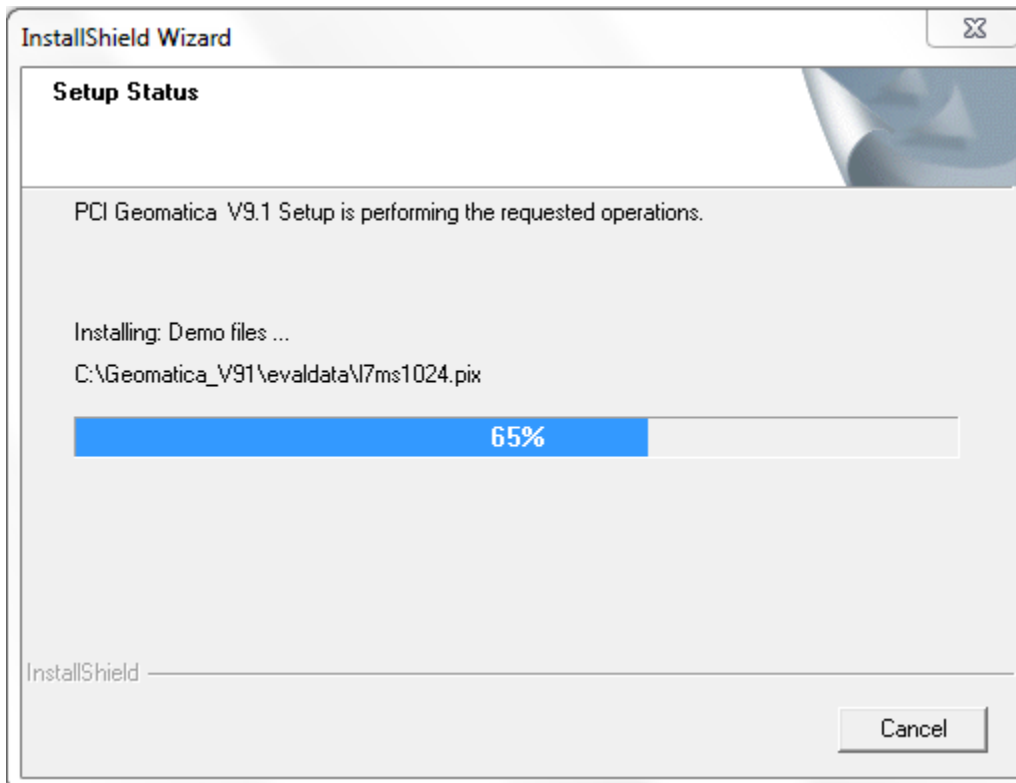 InstallShield Wizard
Setup Status
PCI Geomatica  V9.1 Setup is performing the requested operations.
Installing: Demo files ...
C:\Geomatica_V91\evaldata\l7ms1024.pix
65%
InstallShield
Cancel